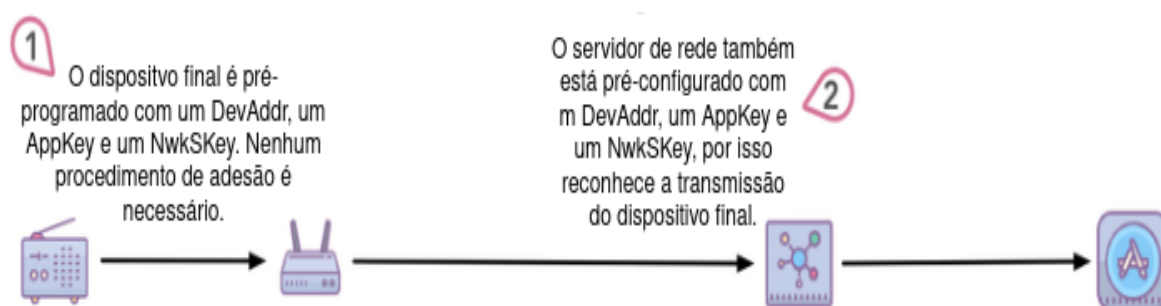 1
O dispositvo final é pré-
programado com um DevAddr, um
AppKey e um NwkSKey. Nenhum
procedimento de adesão é
necessário.
O servidor de rede também
está pré-configurado com
m DevAddr, um AppKey e
um NwkSKey, por isso
reconhece a transmissão
do dispositivo final.
2